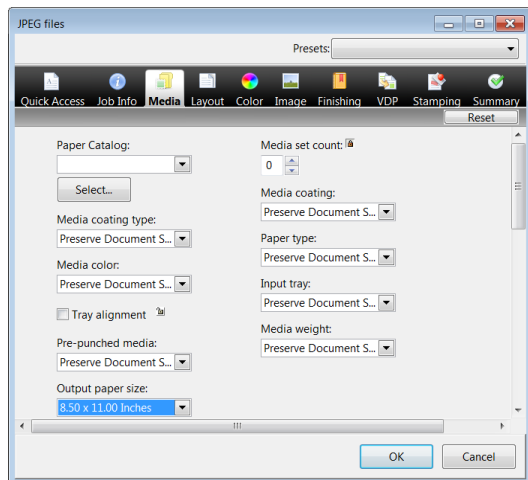 JPEG files
Presets:
Quick Access Job Info Media Layout Color Image Finishing VDP Stamping Summary
Reset
Paper Catalog:
Select...
Media coating type:
Preserve Document S...
Media color:
Preserve Document S...
Tray alignment
Pre-punched media:
Preserve Document S...
Output paper size:
8.50 x 11.00 Inches
Media set count:
0
Media coating:
Preserve Document S...
Paper type:
Preserve Document S...
Input tray:
Preserve Document S...
Media weight:
Preserve Document S...
OK Cancel